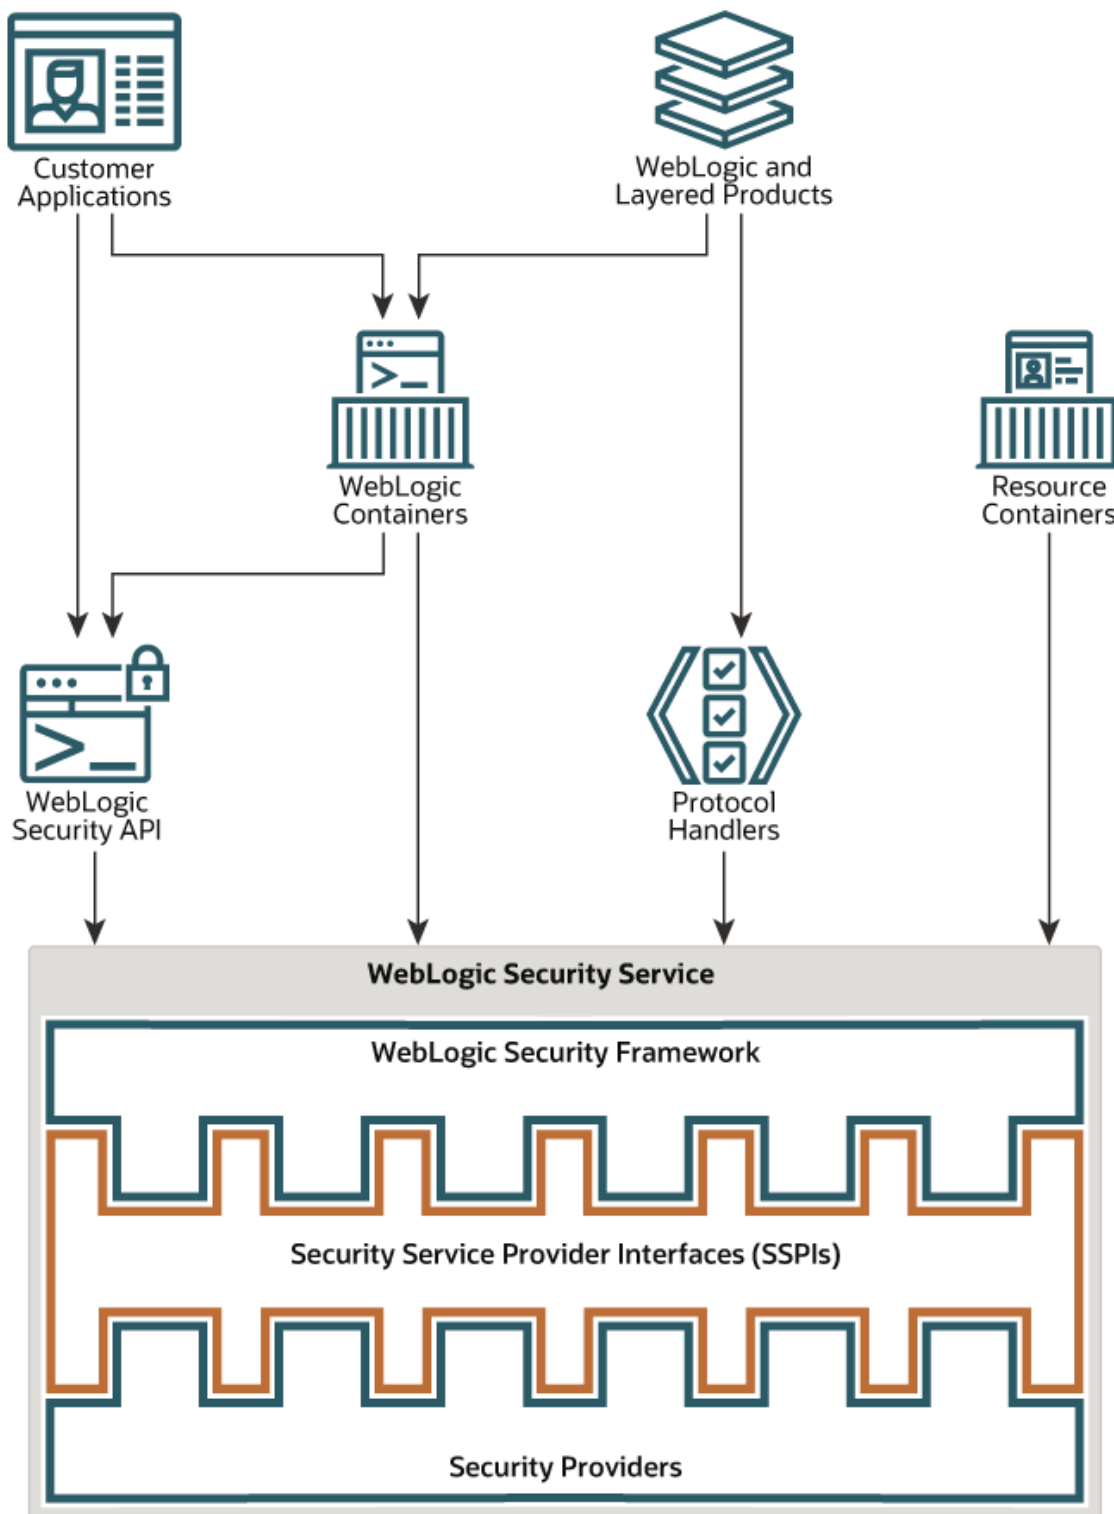 Customer
Applications
WebLogic and
Layered Products
WebLogic
Containers
Resource
Containers
WebLogic
Security API
Protocol
Handlers
WebLogic Security Service
WebLogic Security Framework
Security Service Provider Interfaces (SSPIs)
Security Providers